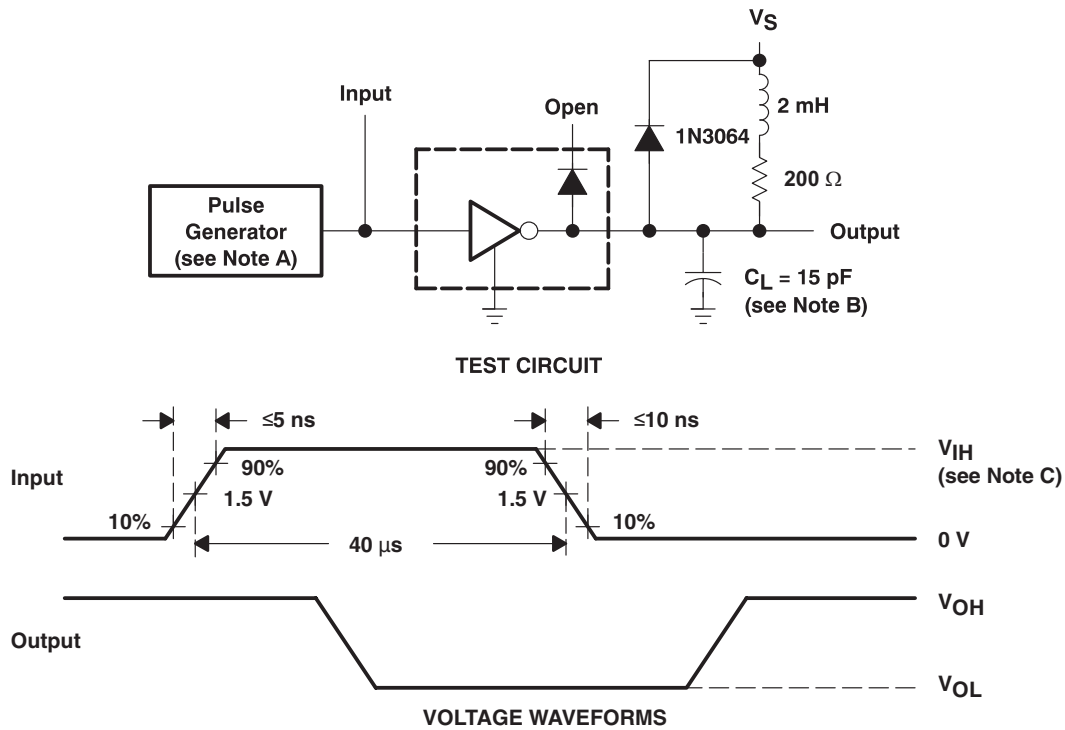 VS
Input
2 mH
Open
1N3064
200 Ω
Pulse
Generator
(see Note A)
Output
CL = 15 pF
(see Note B)
TEST CIRCUIT
≤5 ns
≤10 ns
VIH
(see Note C)
Input
90%
90%
1.5 V
1.5 V
10%
10%
40 μs
0 V
VOH
Output
VOL
VOLTAGE WAVEFORMS